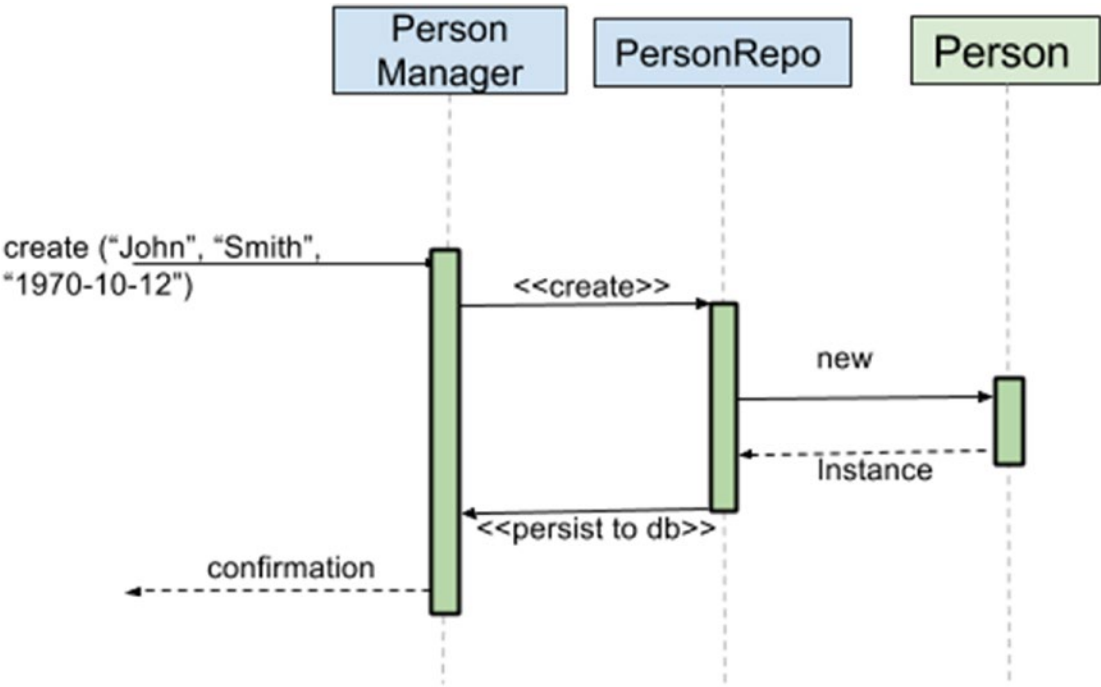 Person
Manager
PersonRepo
Person
create (“John”, “Smith”,
“1970-10-12”)
<<create>>
new
Instance
<<persist to db>>
confirmation